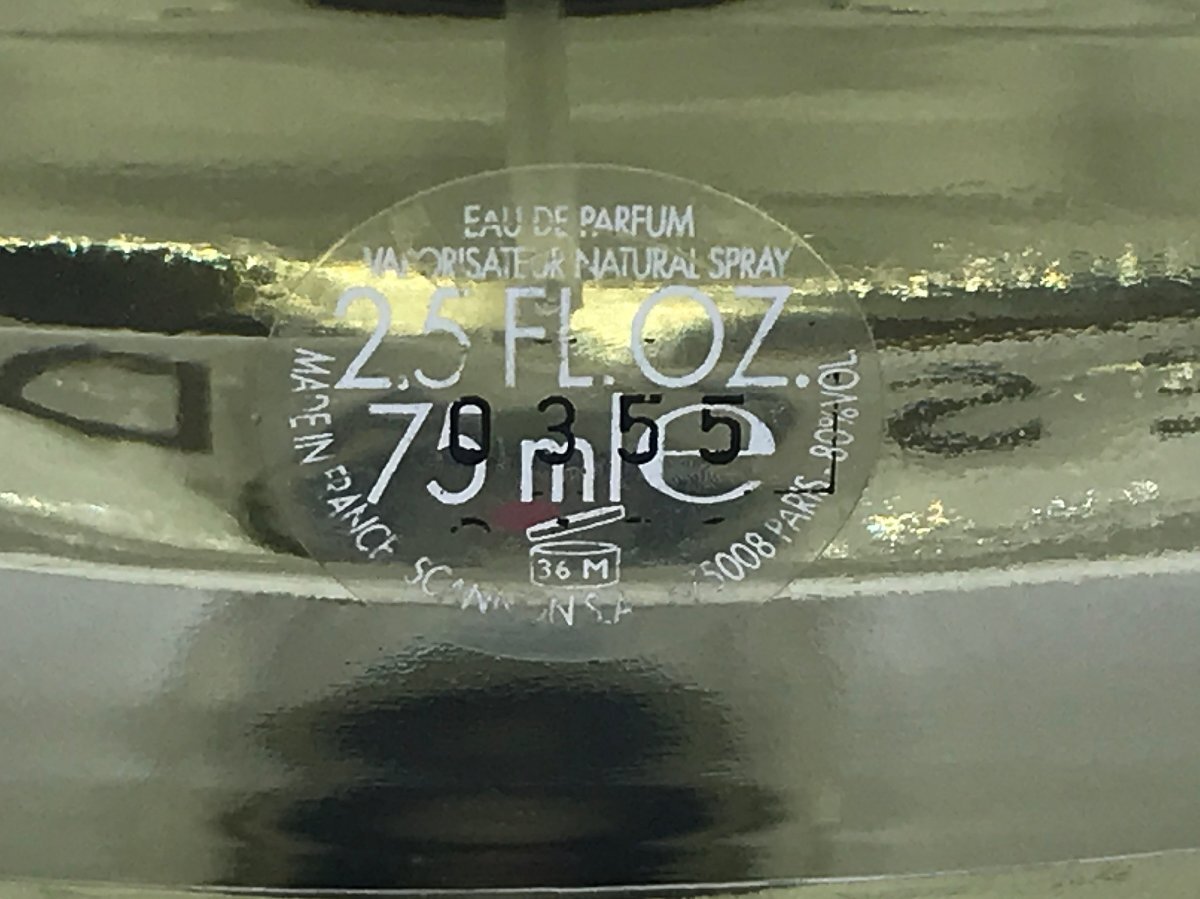 EAU DE PARFUM
VAPORISATEUR NATURAL SPRAY
2.5 FL. OZ.
75 ml e
0355
36 M
MADE IN FRANCE S.A. 75008 PARIS - 80% VOL